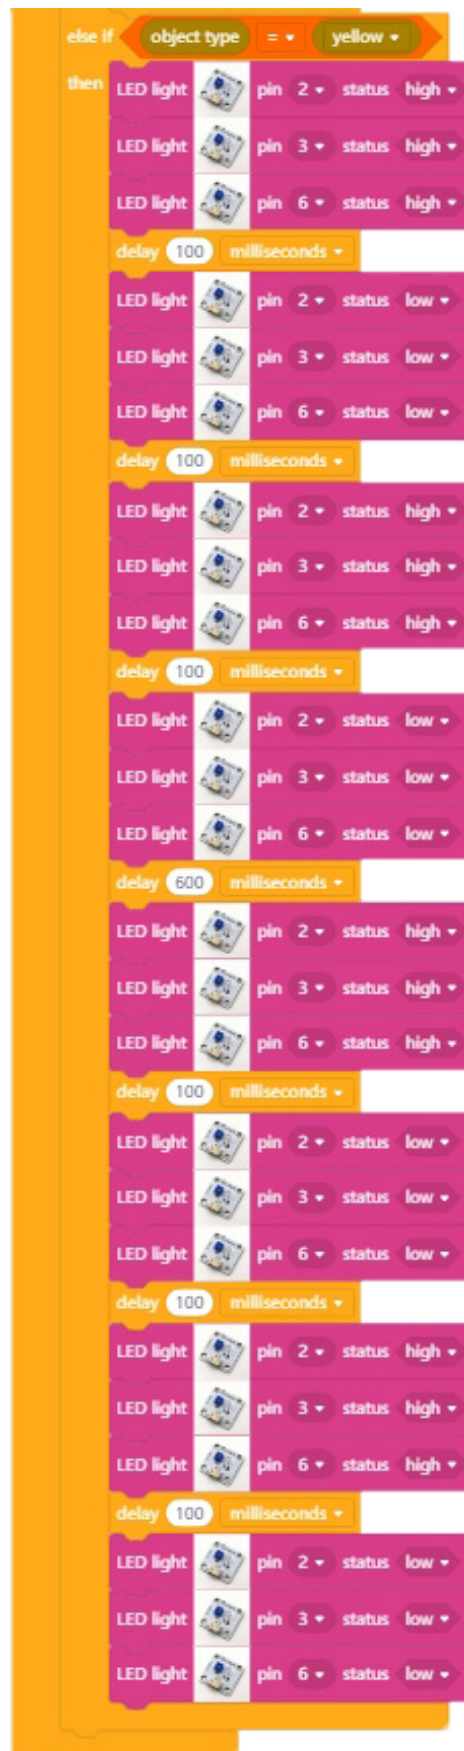 else if object type = yellow
then LED light pin 2 status high
LED light pin 3 status high
LED light pin 6 status high
delay 100 milliseconds
LED light pin 2 status low
LED light pin 3 status low
LED light pin 6 status low
delay 100 milliseconds
LED light pin 2 status high
LED light pin 3 status high
LED light pin 6 status high
delay 100 milliseconds
LED light pin 2 status low
LED light pin 3 status low
LED light pin 6 status low
delay 600 milliseconds
LED light pin 2 status high
LED light pin 3 status high
LED light pin 6 status high
delay 100 milliseconds
LED light pin 2 status low
LED light pin 3 status low
LED light pin 6 status low
delay 100 milliseconds
LED light pin 2 status high
LED light pin 3 status high
LED light pin 6 status high
delay 100 milliseconds
LED light pin 2 status low
LED light pin 3 status low
LED light pin 6 status low